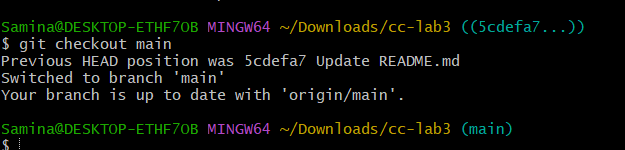 Samina@DESKTOP-ETHF7OB MINGW64 ~/Downloads/cc-lab3 ((5cdefa7...))
$ git checkout main
Previous HEAD position was 5cdefa7 Update README.md
Switched to branch 'main'
Your branch is up to date with 'origin/main'.
Samina@DESKTOP-ETHF7OB MINGW64 ~/Downloads/cc-lab3 (main)
$